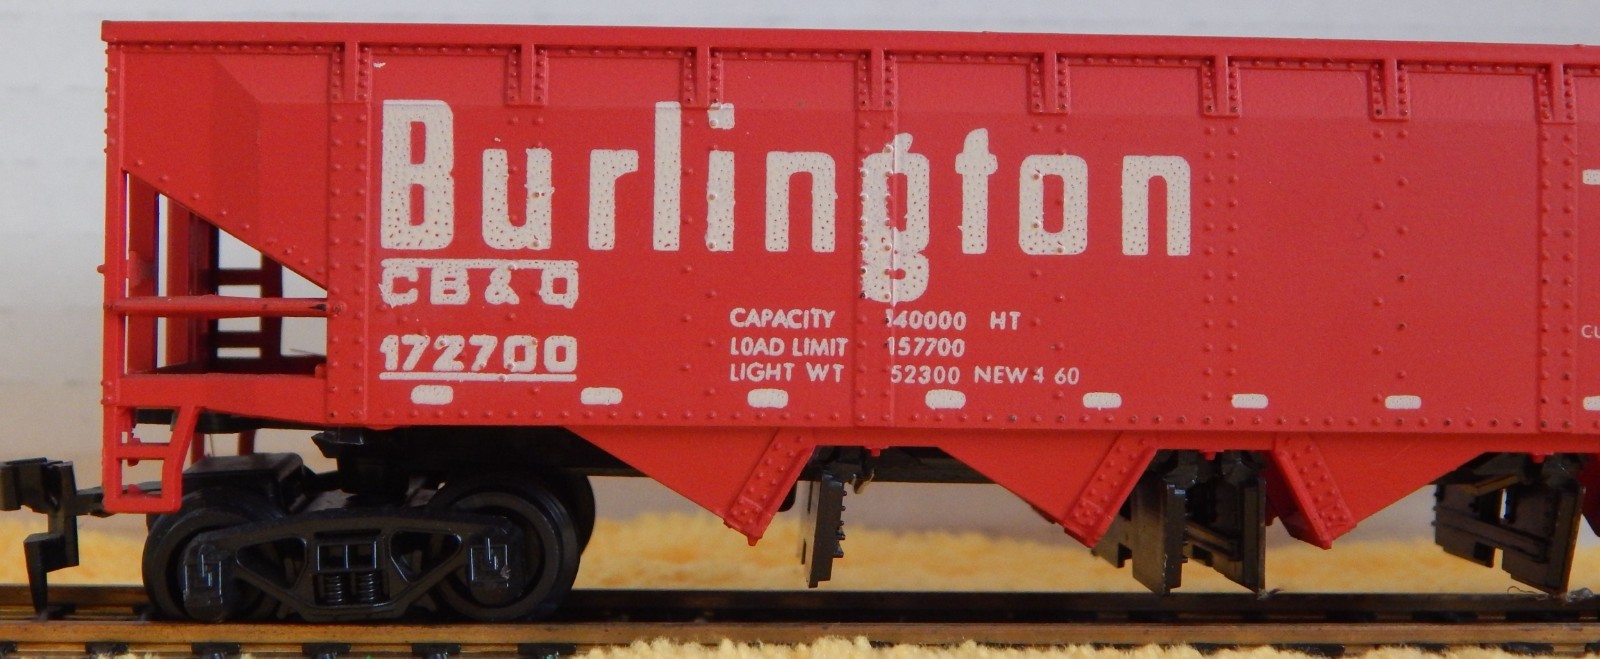 Burlington
CB&Q
172700
CAPACITY 140000 HT
LOAD LIMIT 157700
LIGHT WT 52300 NEW 4 60